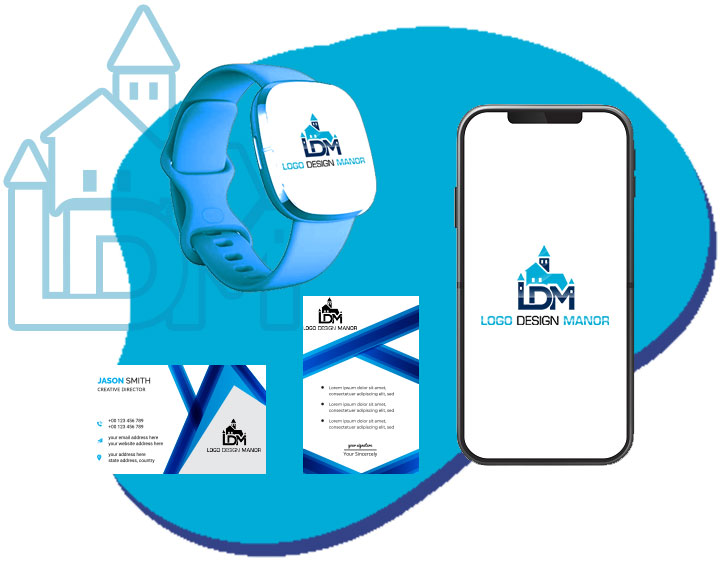 LDM
LDM
LOGO DESIGN MANOR
LDM
LOGO DESIGN MANOR
LDM
LOGO DESIGN MANOR
Lorem ipsum dolor sit amet,
consectetuer adipiscing elit, sed
Lorem ipsum dolor sit amet,
consectetuer adipiscing elit, sed
Lorem ipsum dolor sit amet,
consectetuer adipiscing elit, sed
your signature
Your Sincerely
JASON SMITH
CREATIVE DIRECTOR
+00 123 456 789
+00 123 456 789
your email address here
your website address here
your address here
state address, country
LDM
LOGO DESIGN MANOR